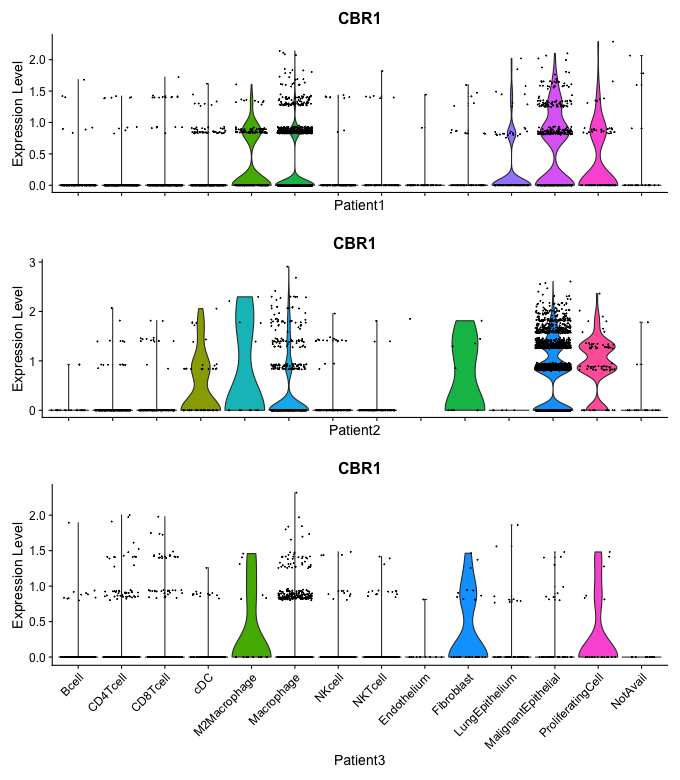 CBR1
Expression Level
2.0
1.5
1.0
0.5
0.0
Patient1
CBR1
Expression Level
3
2
1
0
Patient2
CBR1
Expression Level
2.0
1.5
1.0
0.5
0.0
Bcell
CD4Tcell
CD8Tcell
cDC
M2Macrophage
Macrophage
NKcell
NKTcell
Endothelium
Fibroblast
LungEpithelium
MalignantEpithelial
ProliferatingCell
NotAvail
Patient3